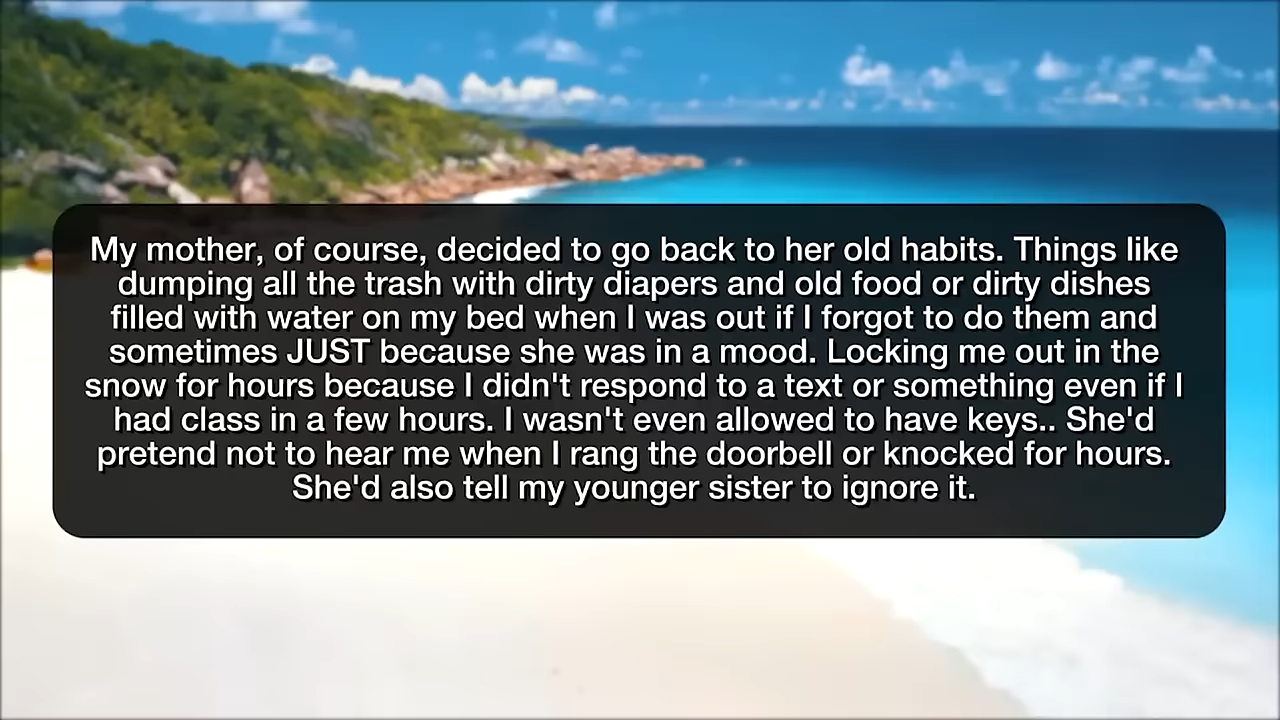 My mother, of course, decided to go back to her old habits. Things like
dumping all the trash with dirty diapers and old food or dirty dishes
filled with water on my bed when I was out if I forgot to do them and
sometimes JUST because she was in a mood. Locking me out in the
snow for hours because I didn't respond to a text or something even if I
had class in a few hours. I wasn't even allowed to have keys.. She'd
pretend not to hear me when I rang the doorbell or knocked for hours.
She'd also tell my younger sister to ignore it.